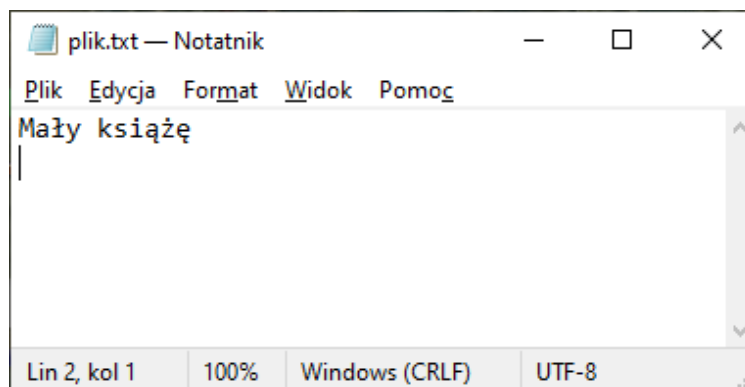 plik.txt — Notatnik
Plik Edycja Format Widok Pomoc
Mały książę
Lin 2, kol 1 100% Windows (CRLF) UTF-8